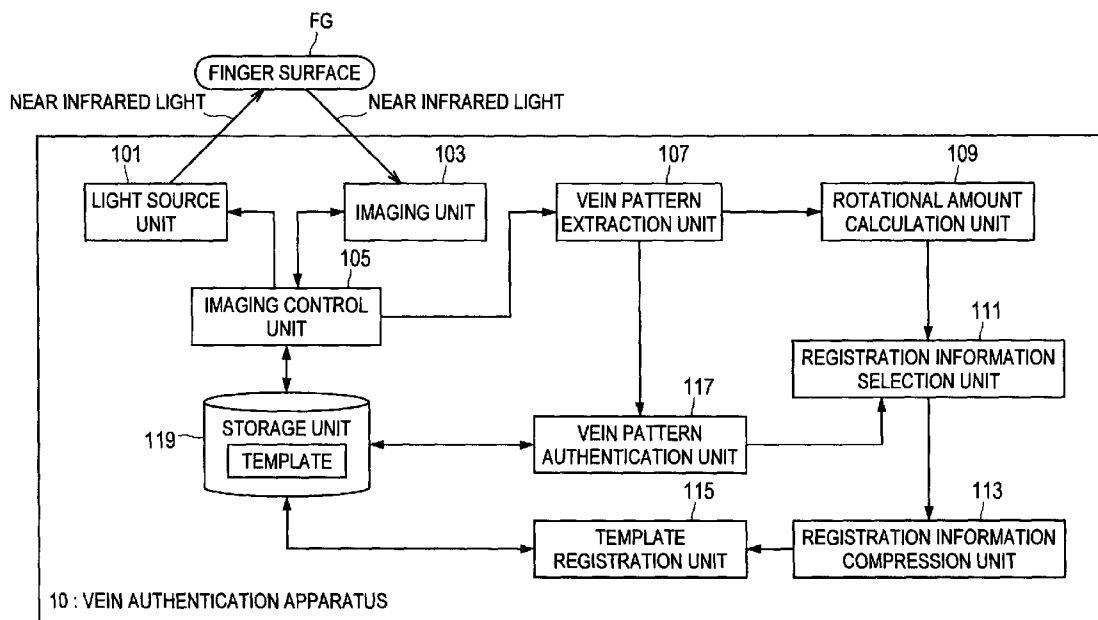 FG
FINGER SURFACE
NEAR INFRARED LIGHT
NEAR INFRARED LIGHT
101
103
107
109
LIGHT SOURCE
UNIT
IMAGING UNIT
VEIN PATTERN
EXTRACTION UNIT
ROTATIONAL AMOUNT
CALCULATION UNIT
105
IMAGING CONTROL
UNIT
111
REGISTRATION INFORMATION
SELECTION UNIT
119
STORAGE UNIT
TEMPLATE
117
VEIN PATTERN
AUTHENTICATION UNIT
115
TEMPLATE
REGISTRATION UNIT
113
REGISTRATION INFORMATION
COMPRESSION UNIT
10 : VEIN AUTHENTICATION APPARATUS